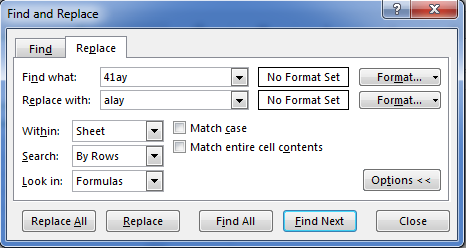 Find and Replace
Find Replace
Find what: 41ay No Format Set Format...
Replace with: alay No Format Set Format...
Within: Sheet Match case
Search: By Rows Match entire cell contents
Look in: Formulas Options <<
Replace All Replace Find All Find Next Close